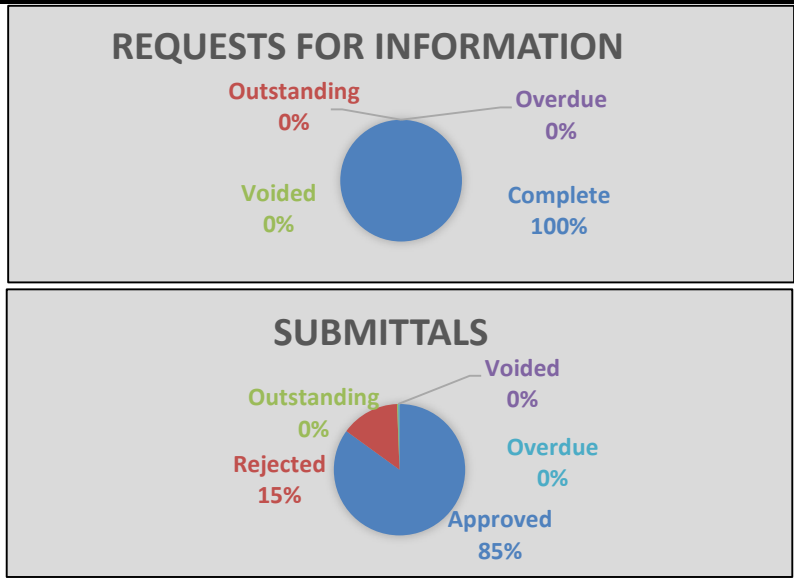 REQUESTS FOR INFORMATION
Outstanding
0%
Overdue
0%
Voided
0%
Complete
100%
SUBMITTALS
Voided
0%
Outstanding
0%
Overdue
0%
Rejected
15%
Approved
85%